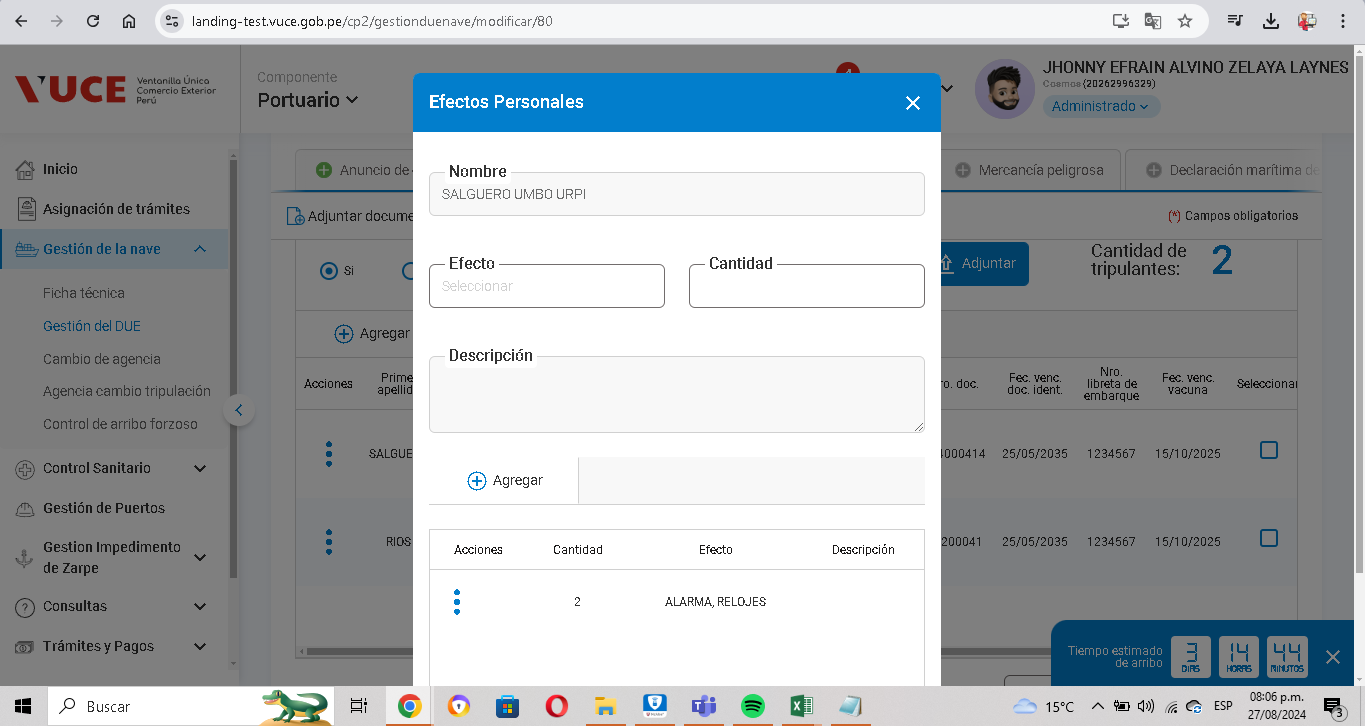 landing-test.vuce.gob.pe/cp2/gestionduenave/modificar/80
VUCE
Ventanilla Única
Comercio Exterior
Perú
Componente
Portuario
JHONNY EFRAIN ALVINO ZELAYA LAYNES
Cosmos (20262996329)
Administrado
Inicio
Asignación de trámites
Gestión de la nave
Ficha técnica
Gestión del DUE
Cambio de agencia
Agencia cambio tripulación
Control de arribo forzoso
Control Sanitario
Gestión de Puertos
Gestion Impedimento
de Zarpe
Consultas
Trámites y Pagos
Anuncio de
Mercancía peligrosa
Declaración marítima de
Adjuntar docume
(*) Campos obligatorios
Si
Adjuntar
Cantidad de
tripulantes:
2
Agregar
Acciones
Prime
apellid
ro. doc.
Fec. venc.
doc. ident.
Nro.
libreta de
embarque
Fec. venc.
vacuna
Seleccionar
SALGUE
4000414
25/05/2035
1234567
15/10/2025
RIOS
200041
25/05/2035
1234567
15/10/2025
Efectos Personales
Nombre
SALGUERO UMBO URPI
Efecto
Seleccionar
Cantidad
Descripción
Agregar
Acciones
Cantidad
Efecto
Descripción
2
ALARMA, RELOJES
Tiempo estimado
de arribo
3
DIAS
14
HORAS
44
MINUTOS
Buscar
15°C
ESP
08:06 p.m.
27/08/2024
3